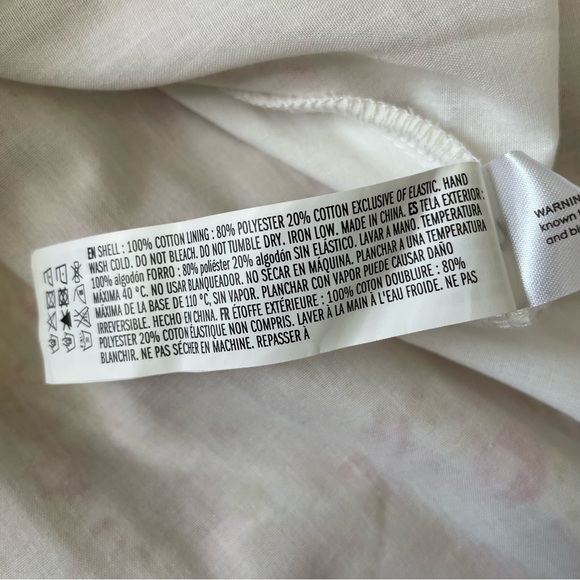 EN SHELL : 100% COTTON LINING : 80% POLYESTER 20% COTTON EXCLUSIVE OF ELASTIC. HAND
WASH COLD. DO NOT BLEACH. DO NOT TUMBLE DRY. IRON LOW. MADE IN CHINA. ES TELA EXTERIOR :
100% algodón FORRO : 80% poliéster 20% algodón SIN ELÁSTICO. LAVAR A MANO. TEMPERATURA
MÁXIMA 40 °C. NO USAR BLANQUEADOR. NO SECAR EN MÁQUINA. PLANCHAR A UNA TEMPERATURA
MÁXIMA DE LA BASE DE 110 °C, SIN VAPOR. PLANCHAR CON VAPOR PUEDE CAUSAR DAÑO
IRREVERSIBLE. HECHO EN CHINA. FR ÉTOFFE EXTÉRIEURE : 100% COTON DOUBLURE : 80%
POLYESTER 20% COTON ÉLASTIQUE NON COMPRIS. LAVER À LA MAIN À L'EAU FROIDE. NE PAS
BLANCHIR. NE PAS SÉCHER EN MACHINE. REPASSER À
WARNIN
known
and bi